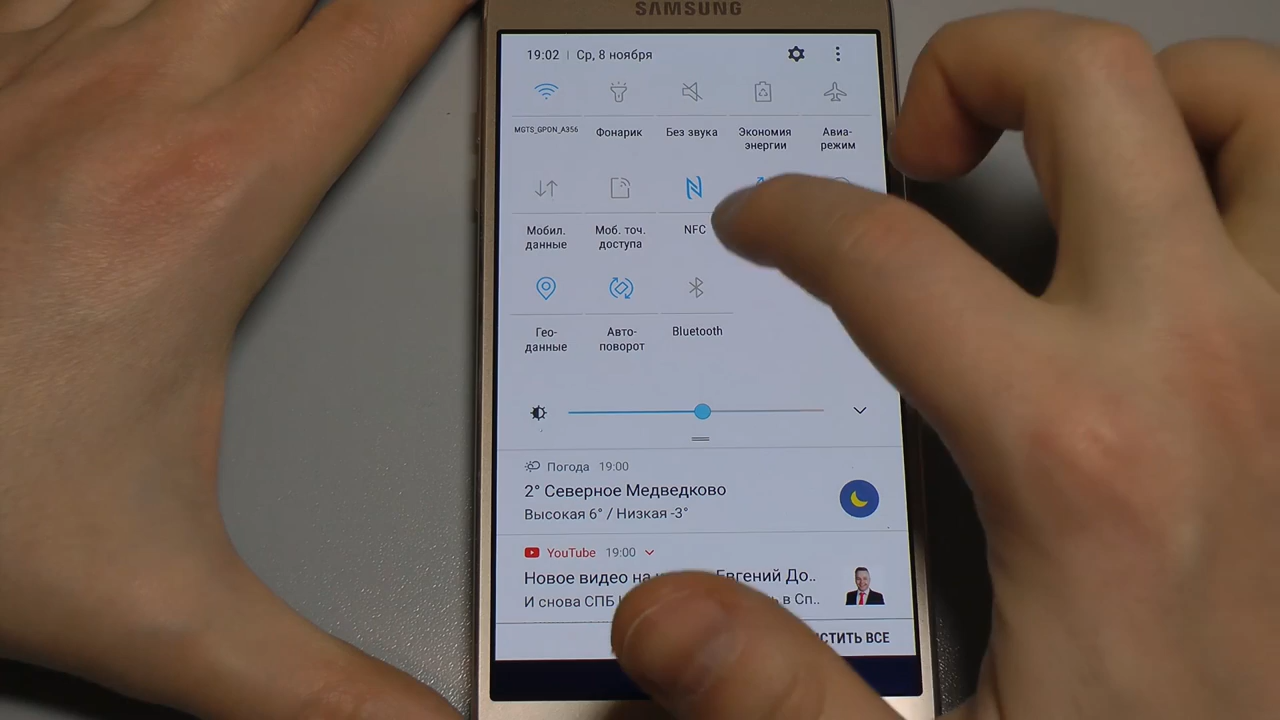 SAMSUNG
19:02 | Ср, 8 ноября
MGTS_GPON_A356
Фонарик
Без звука
Экономия
энергии
Авиа-
режим
Мобил.
данные
Моб. точ.
доступа
NFC
Гео-
данные
Авто-
поворот
Bluetooth
Погода 19:00
2° Северное Медведково
Высокая 6° / Низкая -3°
YouTube 19:00
Новое видео на Евгений До..
И снова СПБ в Сп..
ВСЕ